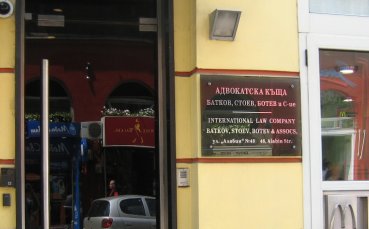 АДВОКАТСКА КЪЩА
БАТКОВ, СТОЕВ, БОТЕВ и С-ие
INTERNATIONAL LAW COMPANY
BATKOV, STOEV, BOTEV & ASSOCS.
ул. "Алабин" №48 48, Alabin Str.